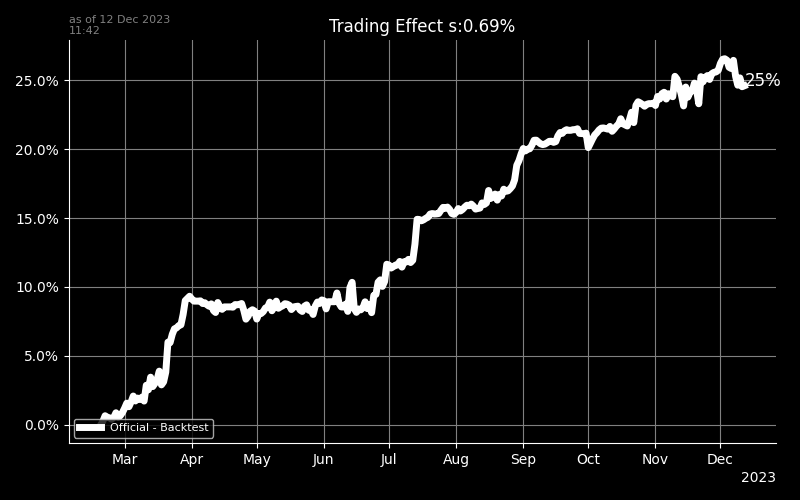 as of 12 Dec 2023
11:42
Trading Effect s:0.69%
25.0%
20.0%
15.0%
10.0%
5.0%
0.0%
25%
Official - Backtest
Mar Apr May Jun Jul Aug Sep Oct Nov Dec
2023